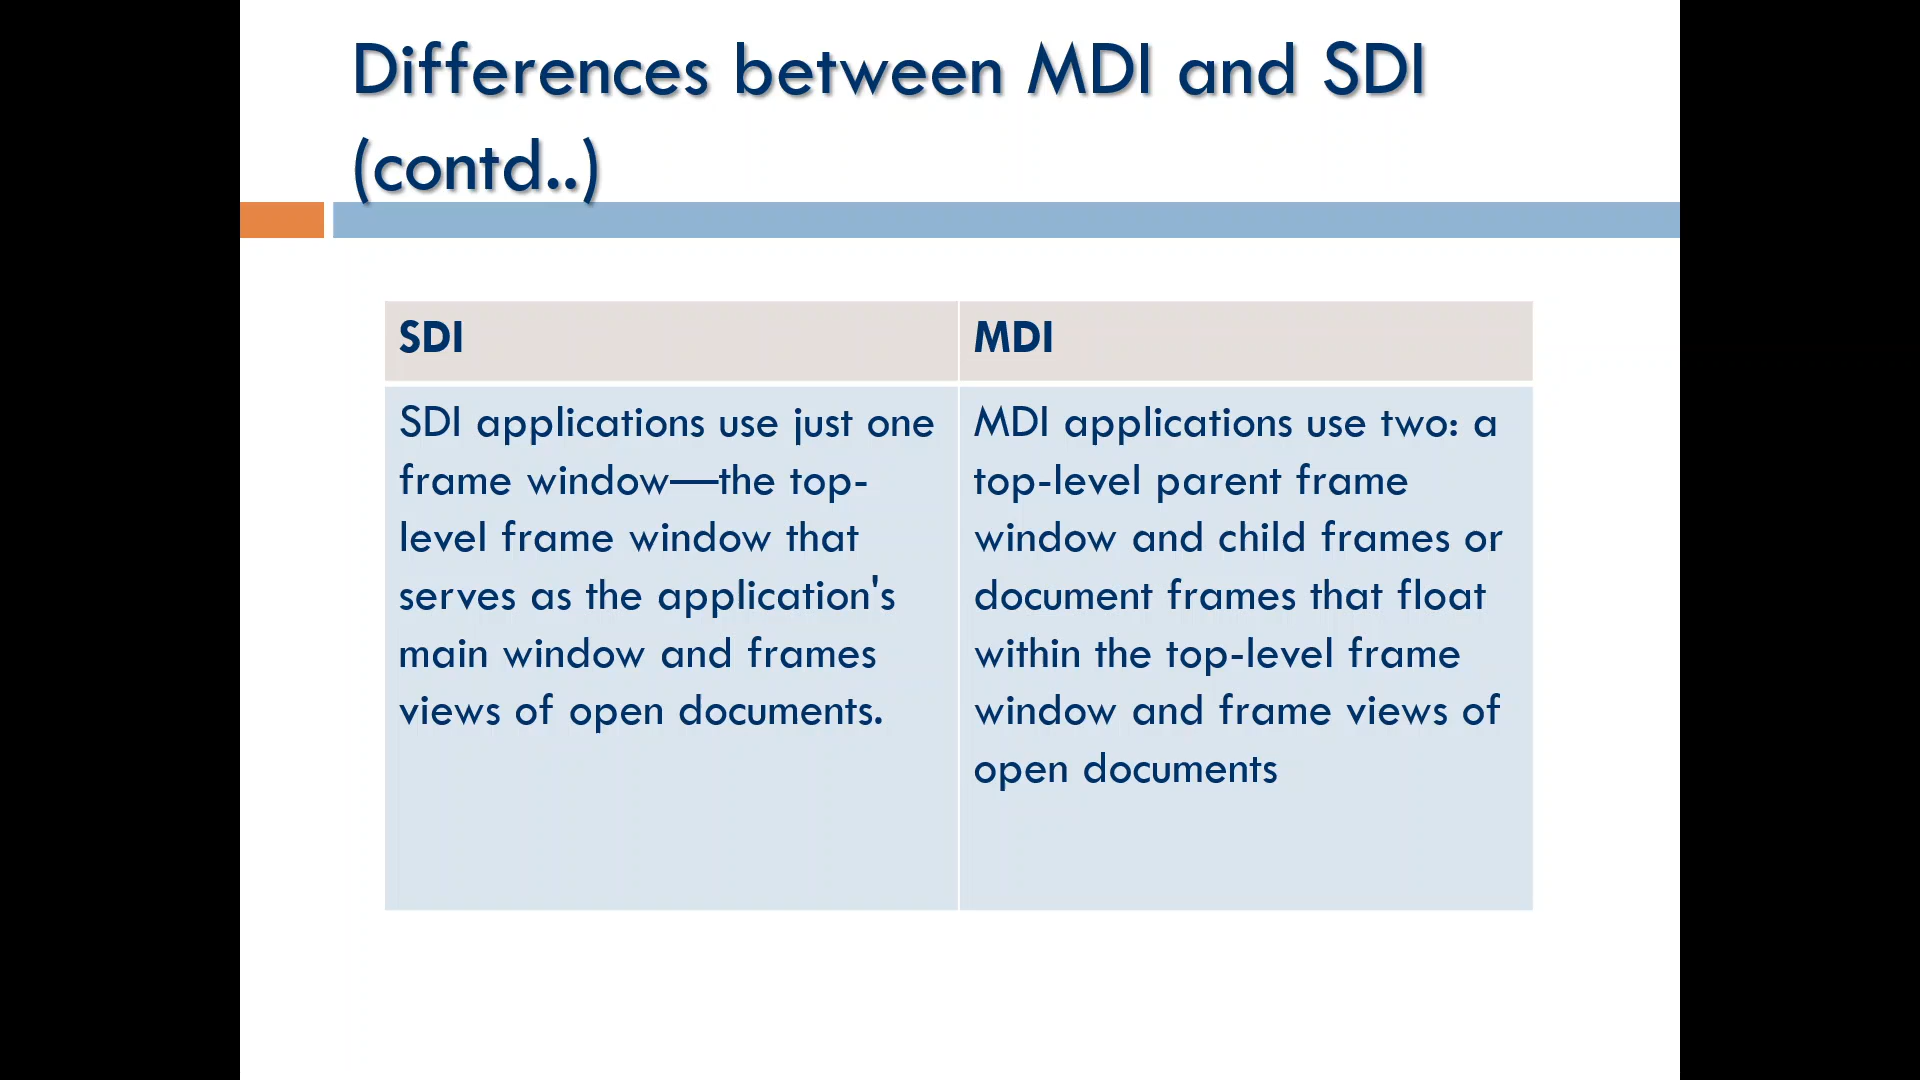 Differences between MDI and SDI
(contd..)
SDI
SDI applications use just one
frame window—the top-
level frame window that
serves as the application's
main window and frames
views of open documents.
MDI
MDI applications use two: a
top-level parent frame
window and child frames or
document frames that float
within the top-level frame
window and frame views of
open documents